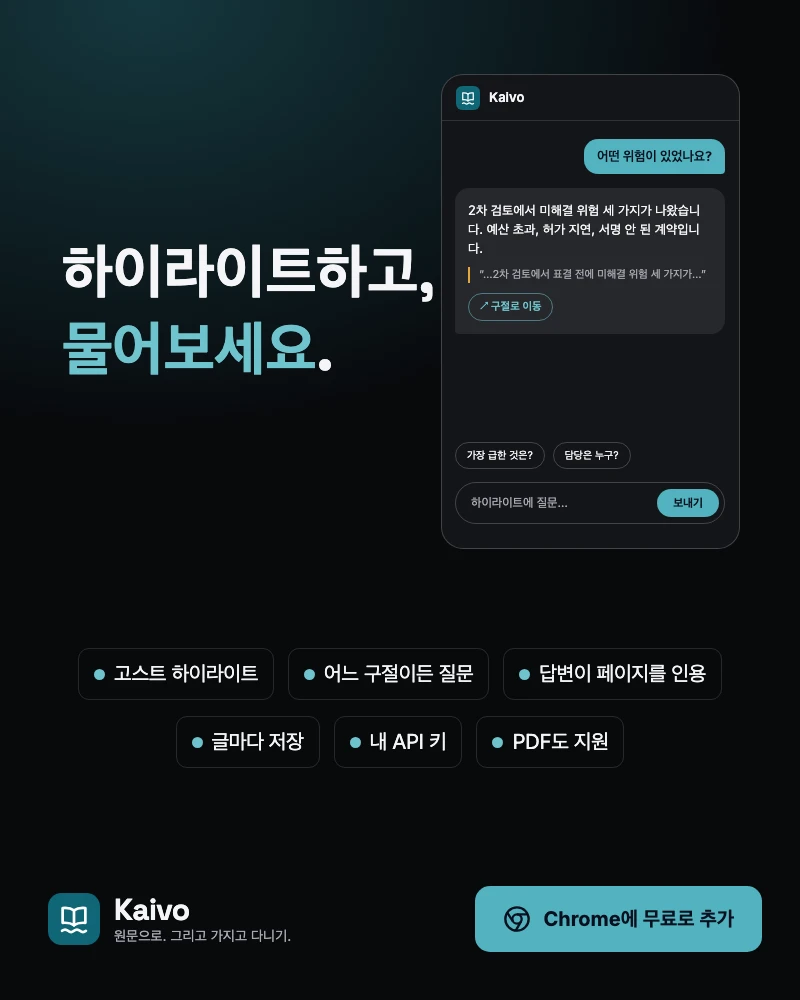 Kaivo
어떤 위험이 있었나요?
2차 검토에서 미해결 위험 세 가지가 나왔습니
다. 예산 초과, 허가 지연, 서명 안 된 계약입니
다.
"...2차 검토에서 표결 전에 미해결 위험 세 가지가..."
↗ 구절로 이동
하이라이트하고,
물어보세요.
가장 급한 것은?
담당은 누구?
하이라이트에 질문...
보내기
고스트 하이라이트
어느 구절이든 질문
답변이 페이지를 인용
글마다 저장
내 API 키
PDF도 지원
Kaivo
원문으로. 그리고 가지고 다니기.
Chrome에 무료로 추가